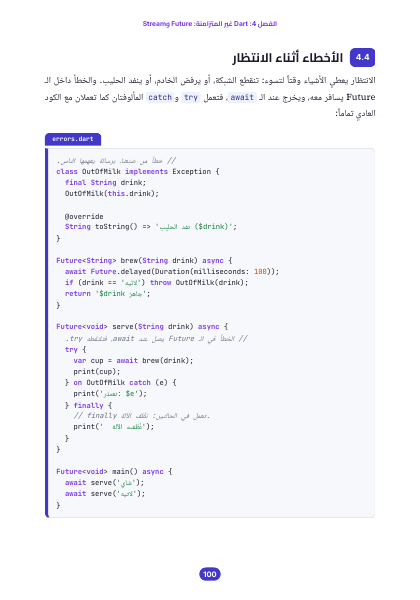 الفصل 4: Dart غير المتزامنة: Future وStream
4.4 الأخطاء أثناء الانتظار
الانتظار يعطي الأشياء وقتًا لتسوء: تنقطع الشبكة، أو يرفض الخادم، أو ينفد الحليب. والخطأ داخل الـ
Future يسافر معه، ويخرج عند الـ await، فتعمل try و catch المألوفتان كما تعملان مع الكود
العادي تمامًا:
errors.dart
// خطأ من صنعنا، برسالة يفهمها الناس.
class OutOfMilk implements Exception {
final String drink;
OutOfMilk(this.drink);
@override
String toString() => 'نفد الحليب ($drink)';
}
Future<String> brew(String drink) async {
await Future.delayed(Duration(milliseconds: 100));
if (drink == 'لاتيه') throw OutOfMilk(drink);
return '$drink جاهز';
}
Future<void> serve(String drink) async {
// الخطأ في الـ Future يصل عند await، فتلتقطه try.
try {
var cup = await brew(drink);
print(cup);
} on OutOfMilk catch (e) {
print('تعذر: $e');
} finally {
// finally تعمل في الحالتين: نظّف الآلة.
print('  نُظّفت الآلة');
}
}
Future<void> main() async {
await serve('شاي');
await serve('لاتيه');
}
100